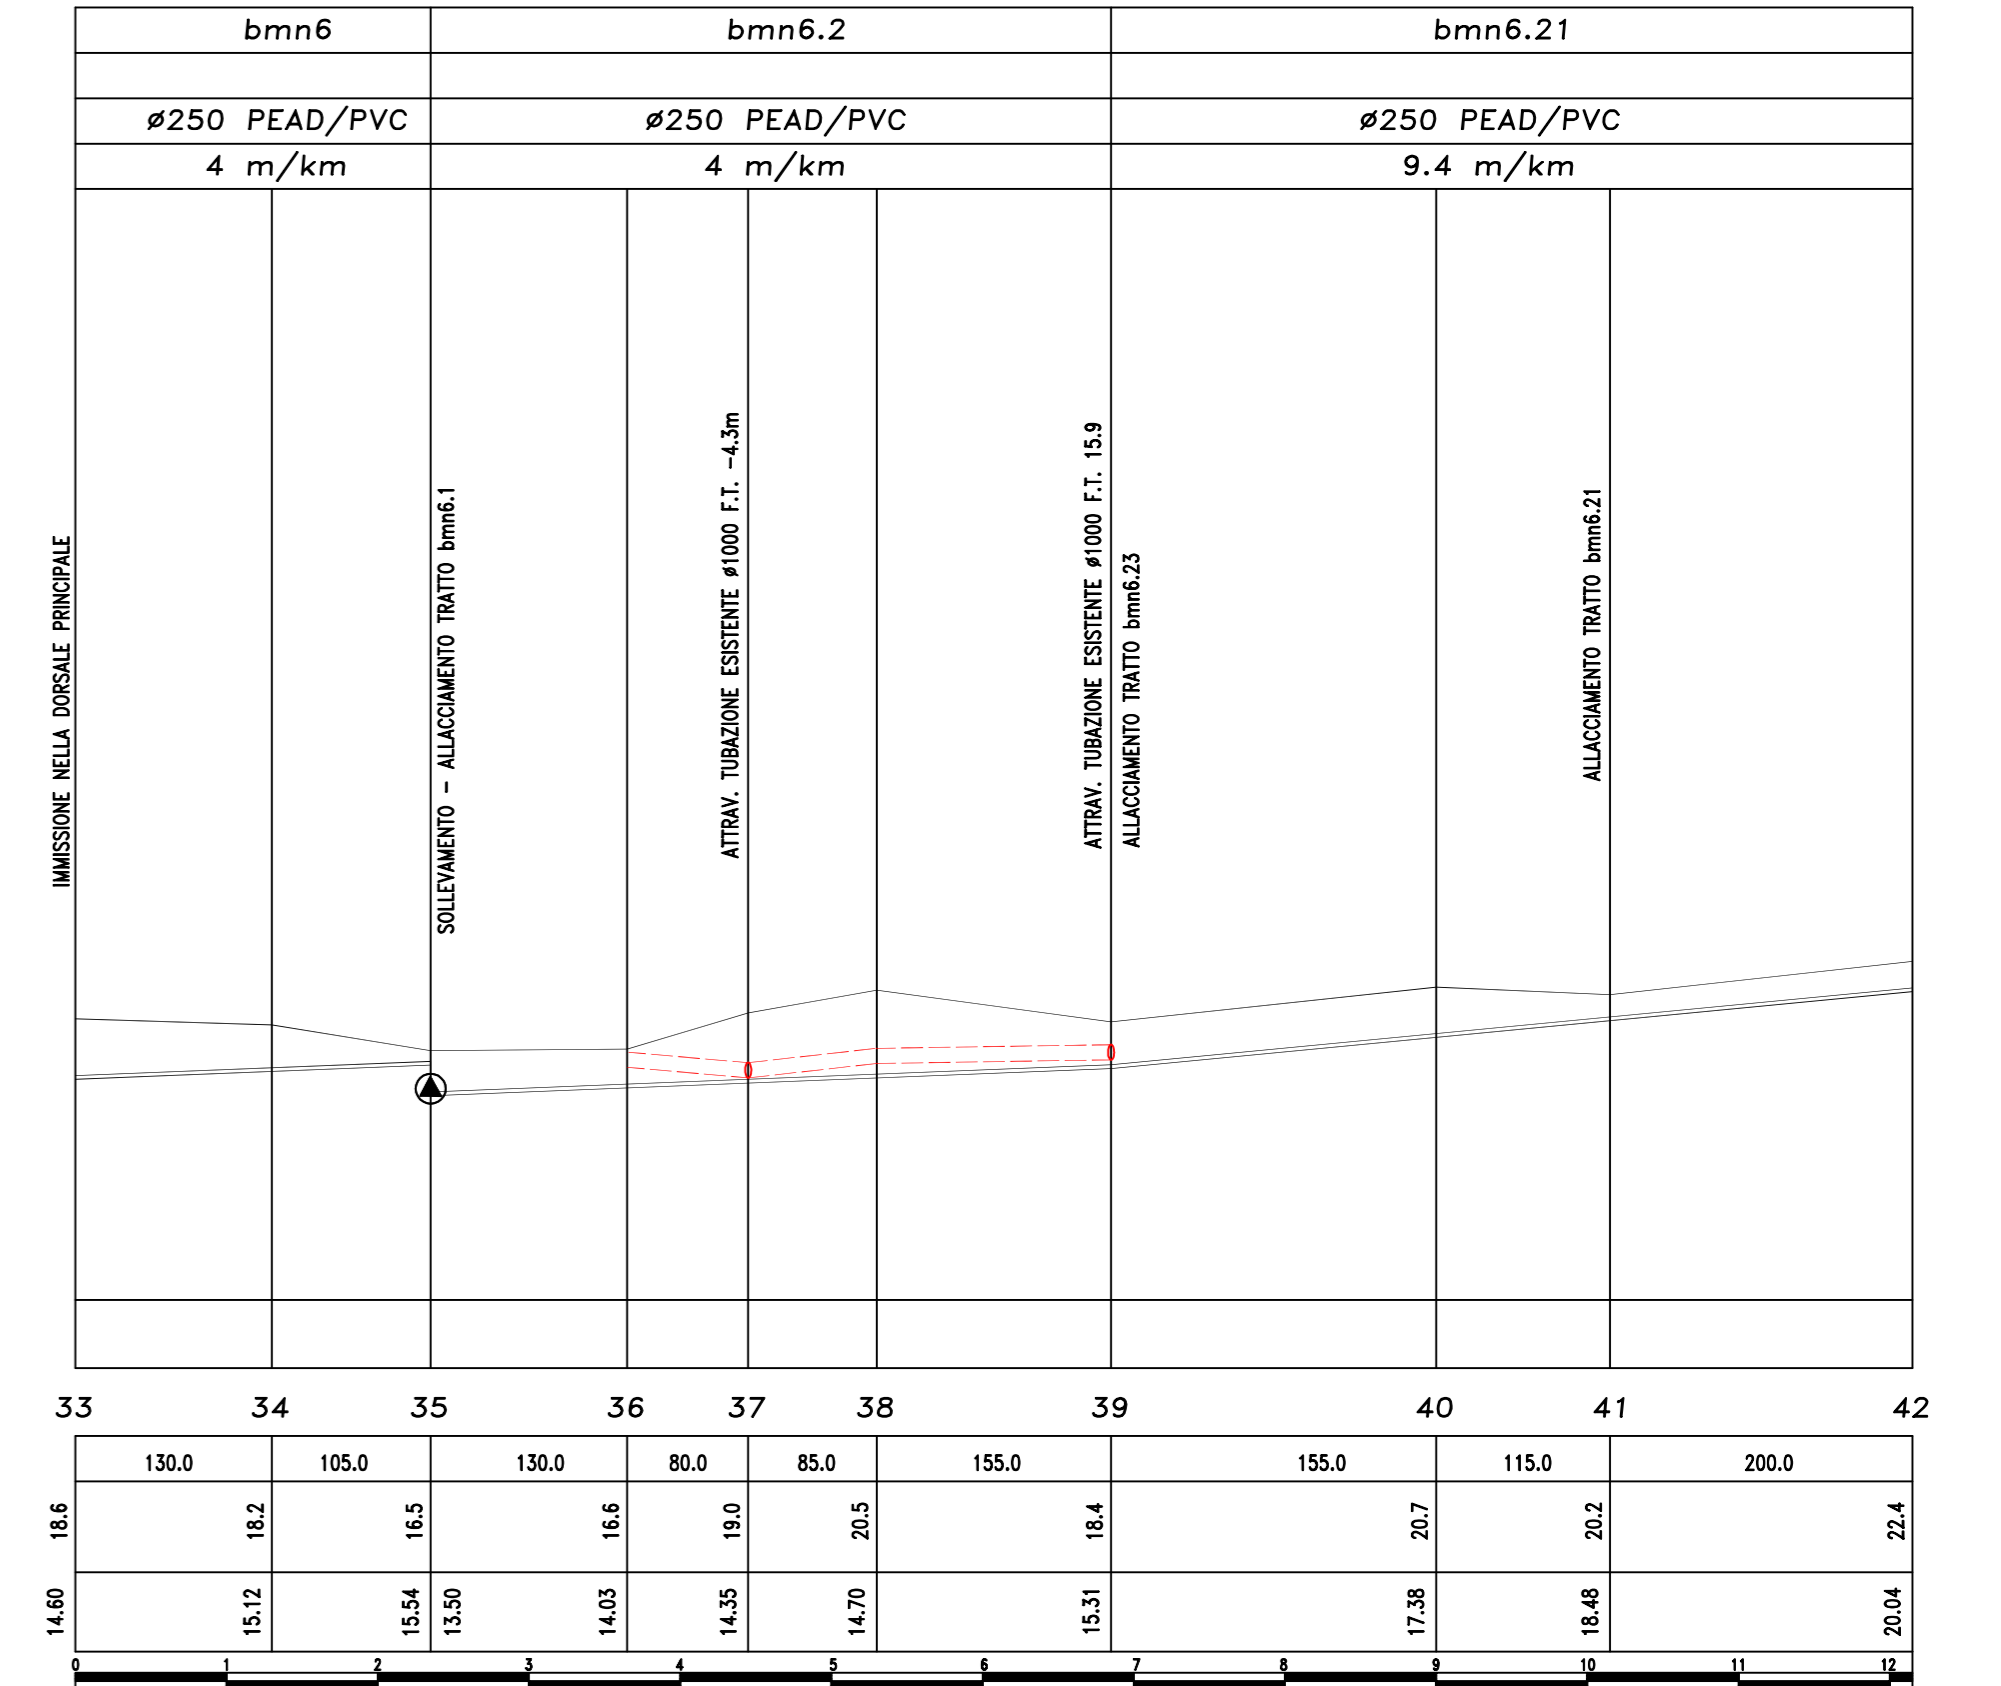 bmn6 bmn6.2 bmn6.21
ø250 PEAD/PVC ø250 PEAD/PVC ø250 PEAD/PVC
4 m/km 4 m/km 9.4 m/km
IMMISSIONE NELLA DORSALE PRINCIPALE
SOLLEVAMENTO - ALLACCIAMENTO TRATTO bmn6.1
ATTRAV. TUBAZIONE ESISTENTE ø1000 F.T. -4.3m
ATTRAV. TUBAZIONE ESISTENTE ø1000 F.T. 15.9
ALLACCIAMENTO TRATTO bmn6.23
ALLACCIAMENTO TRATTO bmn6.21
33 34 35 36 37 38 39 40 41 42
130.0 105.0 130.0 80.0 85.0 155.0 155.0 115.0 200.0
18.6 18.2 16.5 16.6 19.0 20.5 18.4 20.7 20.2 22.4
14.60 15.12 15.54 13.50 14.03 14.35 14.70 15.31 17.38 18.48 20.04
0 1 2 3 4 5 6 7 8 9 10 11 12